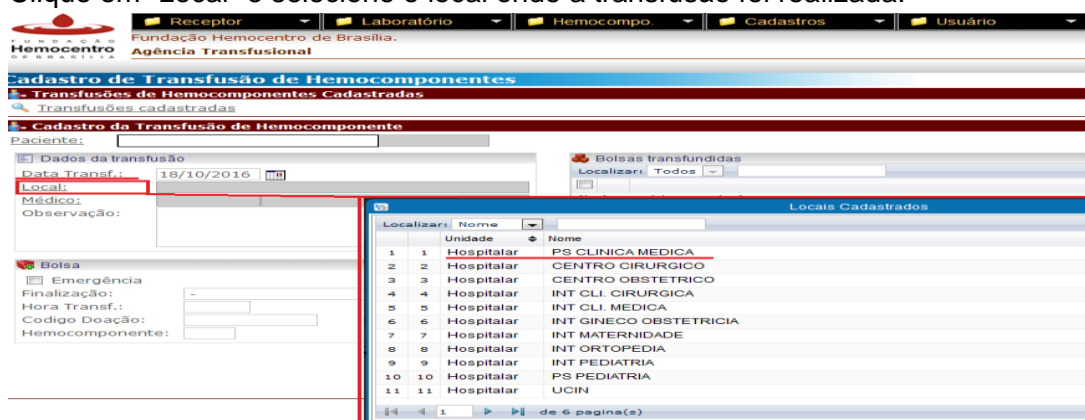 Clique em "Local" e selecione o local onde a transfusão foi realizada.
Receptor Laboratório Hemocompo. Cadastros Usuário
FUNDAÇÃO
Hemocentro
DE BRASÍLIA
Fundação Hemocentro de Brasília.
Agência Transfusional
Cadastro de Transfusão de Hemocomponentes
Transfusões de Hemocomponentes Cadastradas
Transfusões cadastradas
Cadastro da Transfusão de Hemocomponente
Paciente:
Dados da transfusão
Data Transf.: 18/10/2016
Local:
Médico:
Observação:
Bolsas transfundidas
Localizar: Todos
Bolsa
Emergência
Finalização: -
Hora Transf.:
Codigo Doação:
Hemocomponente:
Locais Cadastrados
Localizar: Nome
Unidade Nome
1 1 Hospitalar PS CLINICA MEDICA
2 2 Hospitalar CENTRO CIRURGICO
3 3 Hospitalar CENTRO OBSTETRICO
4 4 Hospitalar INT CLI. CIRURGICA
5 5 Hospitalar INT CLI. MEDICA
6 6 Hospitalar INT GINECO OBSTETRICIA
7 7 Hospitalar INT MATERNIDADE
8 8 Hospitalar INT ORTOPEDIA
9 9 Hospitalar INT PEDIATRIA
10 10 Hospitalar PS PEDIATRIA
11 11 Hospitalar UCIN
1 de 6 pagina(s)